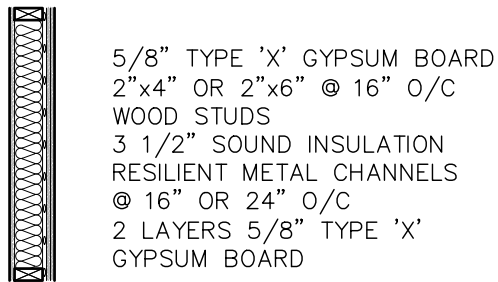 5/8” TYPE ’X’ GYPSUM BOARD
2”x4” OR 2”x6” @ 16” O/C
WOOD STUDS
3 1/2” SOUND INSULATION
RESILIENT METAL CHANNELS
@ 16” OR 24” O/C
2 LAYERS 5/8” TYPE ’X’
GYPSUM BOARD